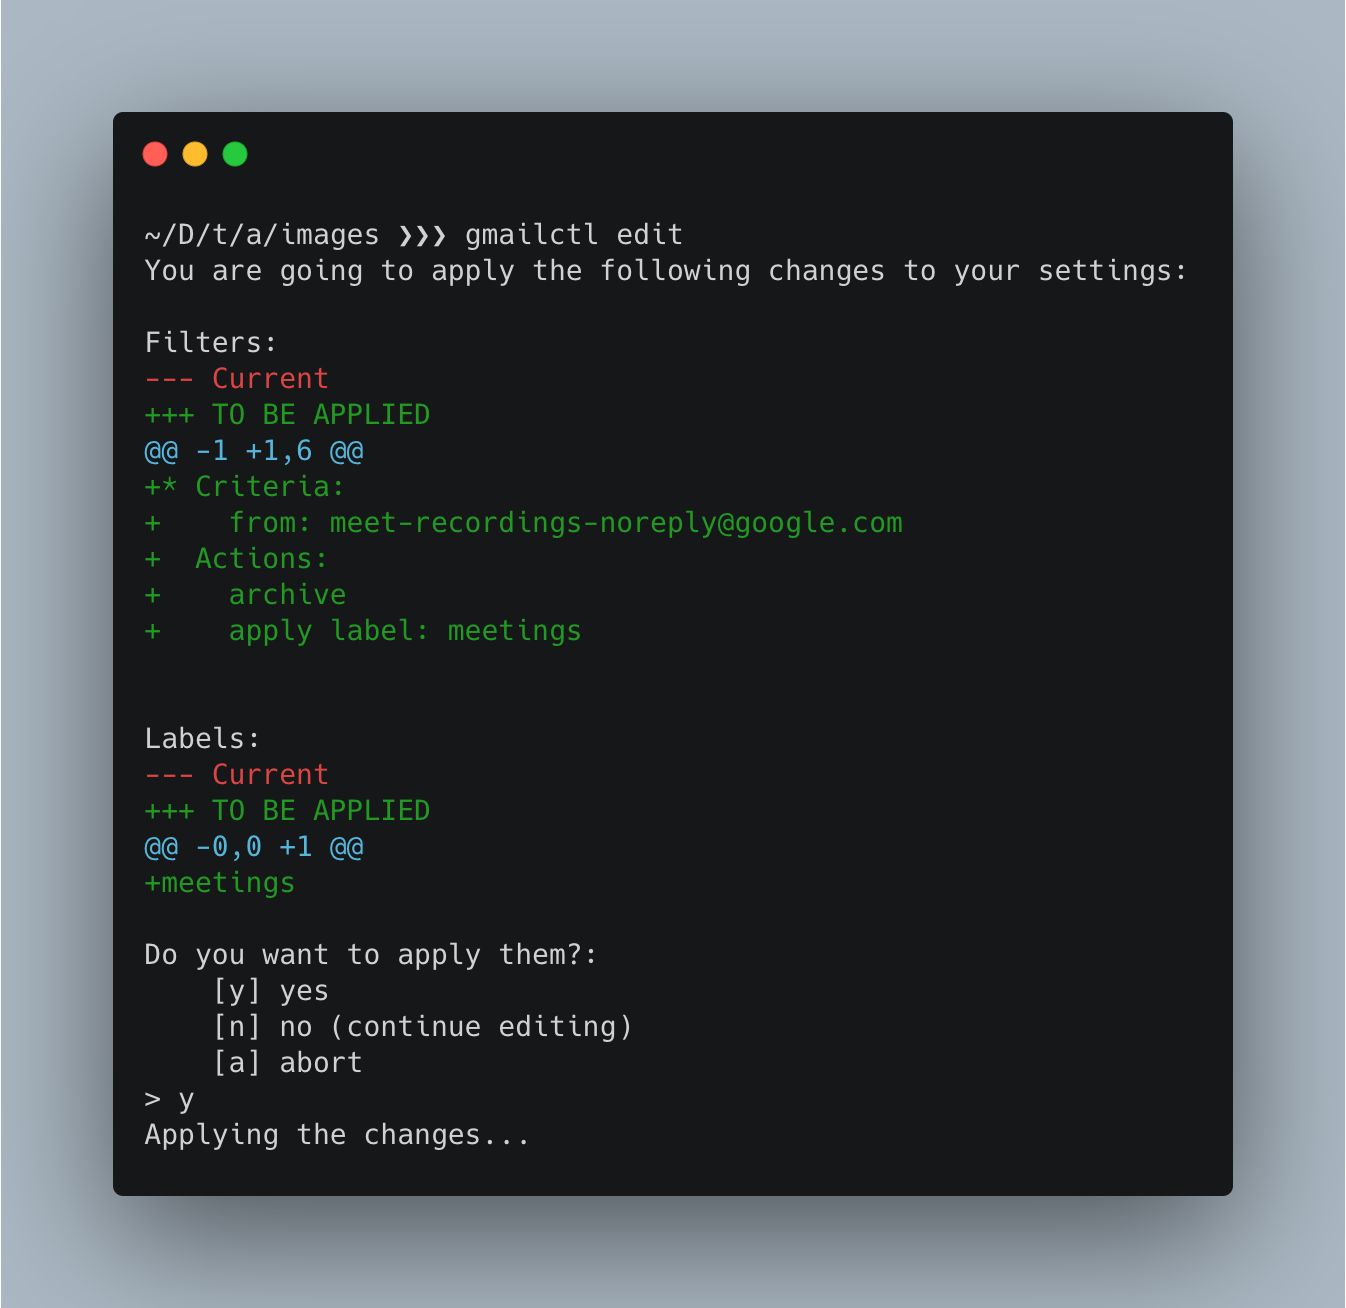 ~/D/t/a/images ❯❯❯ gmailctl edit
You are going to apply the following changes to your settings:
Filters:
--- Current
+++ TO BE APPLIED
@@ -1 +1,6 @@
+* Criteria:
+    from: meet-recordings-noreply@google.com
+  Actions:
+    archive
+    apply label: meetings
Labels:
--- Current
+++ TO BE APPLIED
@@ -0,0 +1 @@
+meetings
Do you want to apply them?:
    [y] yes
    [n] no (continue editing)
    [a] abort
> y
Applying the changes...